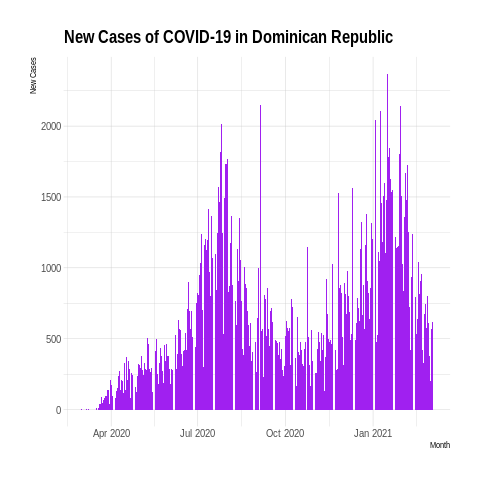 New Cases of COVID-19 in Dominican Republic
New Cases
2000
1500
1000
500
0
Apr 2020 Jul 2020 Oct 2020 Jan 2021
Month